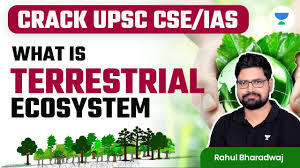 CRACK UPSC CSE/IAS
WHAT IS
TERRESTRIAL
ECOSYSTEM
Rahul Bharadwaj